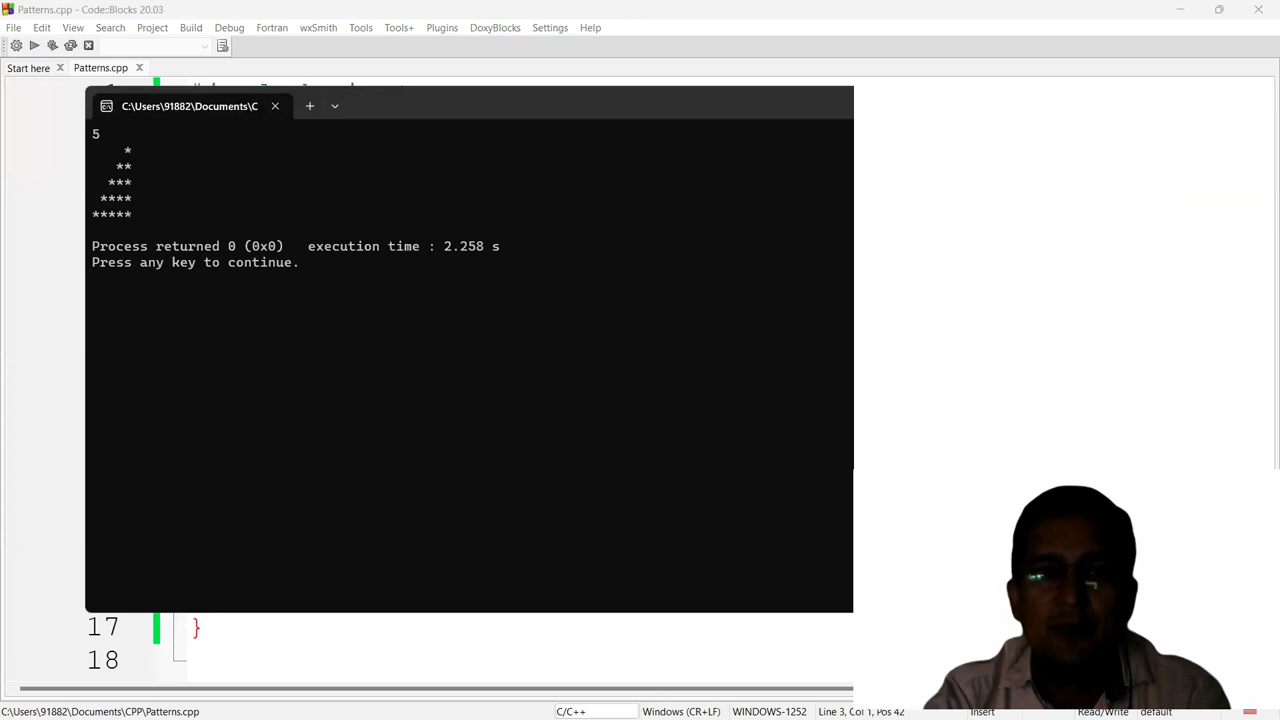 Patterns.cpp - Code::Blocks 20.03
File Edit View Search Project Build Debug Fortran wxSmith Tools Tools+ Plugins DoxyBlocks Settings Help
Start here Patterns.cpp
C:\Users\91882\Documents\C
5
*
**
***
****
*****
Process returned 0 (0x0) execution time : 2.258 s
Press any key to continue.
17 }
18
C:\Users\91882\Documents\CPP\Patterns.cpp C/C++ Windows (CR+LF) WINDOWS-1252 Line 3, Col 1, Pos 42 Insert Read/Write default